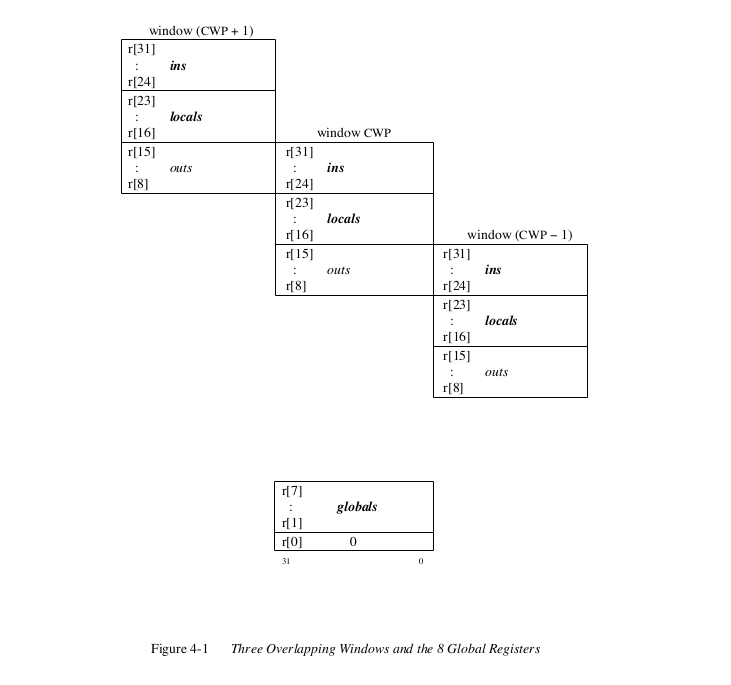 window (CWP + 1)
r[31]
: ins
r[24]
r[23]
: locals
r[16] window CWP
r[15] r[31]
: outs : ins
r[8] r[24]
r[23]
: locals
r[16] window (CWP − 1)
r[15] r[31]
: outs : ins
r[8] r[24]
r[23]
: locals
r[16]
r[15]
: outs
r[8]
r[7]
: globals
r[1]
r[0] 0
31 0
Figure 4-1 Three Overlapping Windows and the 8 Global Registers